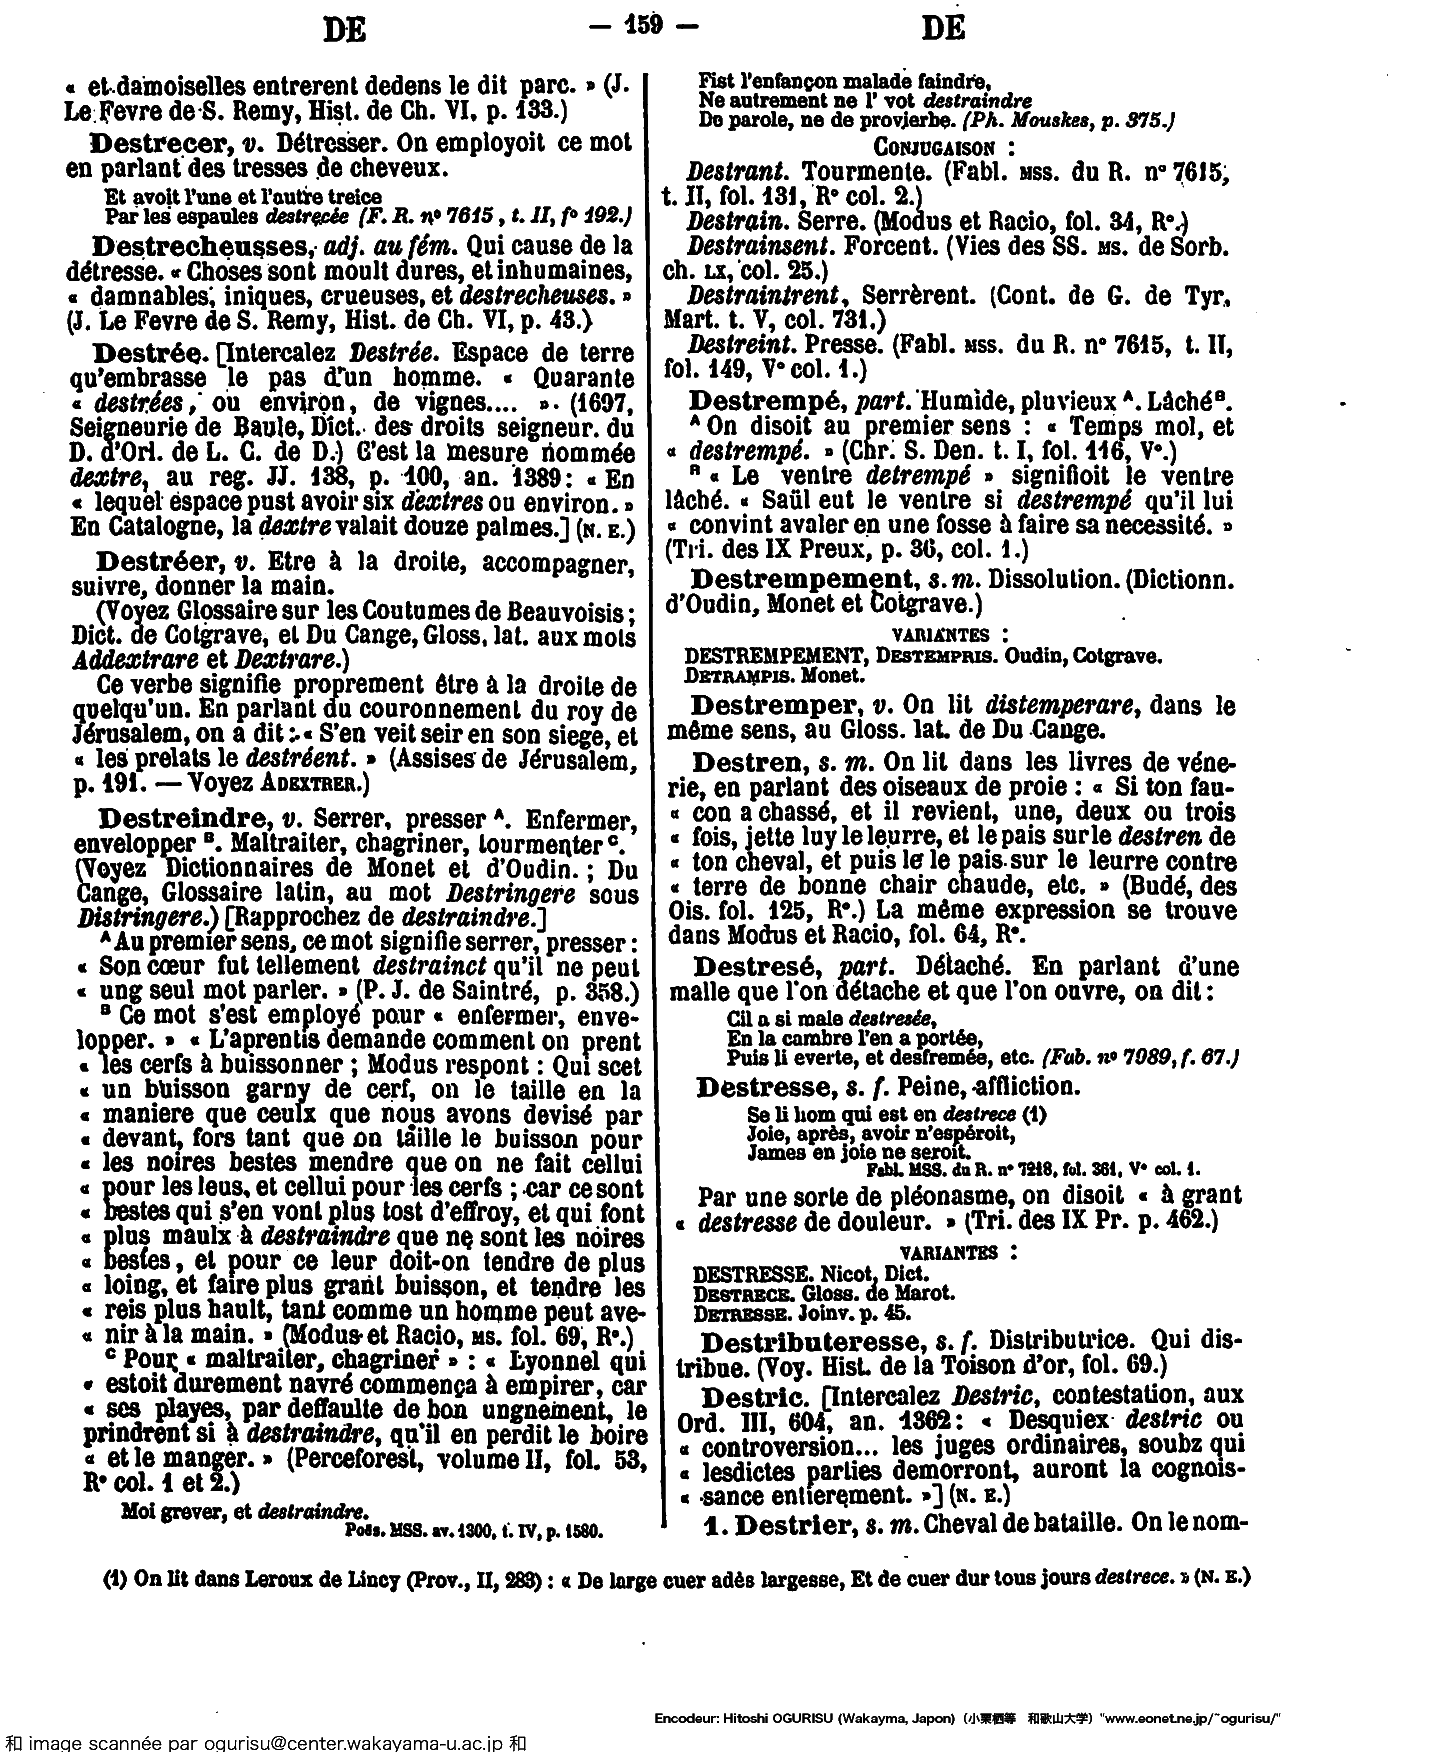 DE — 159 — DE
« et damoiselles entrerent dedens le dit parc. » (J.
Le Fevre de S. Remy, Hist. de Ch. VI, p. 133.)
Destrecer, v. Détresser. On employoit ce mot
en parlant des tresses de cheveux.
Et avoit l'une et l'autre treice
Par les espaules destrecée (F. R. nº 7615, t. II, fº 192.)
Destrecheusses, adj. au fém. Qui cause de la
détresse. « Choses sont moult dures, et inhumaines,
« damnables, iniques, crueuses, et destrecheuses. »
(J. Le Fevre de S. Remy, Hist. de Ch. VI, p. 43.)
Destrée. [Intercalez Destrée. Espace de terre
qu'embrasse le pas d'un homme. « Quarante
« destrées, ou environ, de vignes.... » (1697,
Seigneurie de Baule, Dict. des droits seigneur. du
D. d'Orl. de L. C. de D.) C'est la mesure nommée
dextre, au reg. JJ. 138, p. 100, an. 1389 : « En
« lequel espace pust avoir six dextres ou environ. »
En Catalogne, la dextre valait douze palmes.] (N. E.)
Destréer, v. Etre à la droite, accompagner,
suivre, donner la main.
(Voyez Glossaire sur les Coutumes de Beauvoisis ;
Dict. de Cotgrave, et Du Cange, Gloss. lat. aux mots
Addextrare et Dextrare.)
Ce verbe signifie proprement être à la droite de
quelqu'un. En parlant du couronnement du roy de
Jérusalem, on a dit : « S'en veit seir en son siege, et
« les prelats le destréent. » (Assises de Jérusalem,
p. 191. — Voyez ADEXTRER.)
Destreindre, v. Serrer, presser A. Enfermer,
envelopper B. Maltraiter, chagriner, tourmenter C.
(Voyez Dictionnaires de Monet et d'Oudin. ; Du
Cange, Glossaire latin, au mot Destringere sous
Distringere.) [Rapprochez de destraindre.]
A Au premier sens, ce mot signifie serrer, presser :
« Son cœur fut tellement destrainct qu'il ne peut
« ung seul mot parler. » (P. J. de Saintré, p. 358.)
B Ce mot s'est employé pour « enfermer, enve-
lopper. » « L'aprentis demande comment on prent
« les cerfs à buissonner ; Modus respont : Qui scet
« un buisson garny de cerf, on le taille en la
« maniere que ceulx que nous avons devisé par
« devant, fors tant que on taille le buisson pour
« les noires bestes mendre que on ne fait cellui
« pour les leus, et cellui pour les cerfs ; car ce sont
« bestes qui s'en vont plus tost d'effroy, et qui font
« plus maulx à destraindre que ne sont les noires
« bestes, et pour ce leur doit-on tendre de plus
« loing, et faire plus grant buisson, et tendre les
« reis plus hault, tant comme un homme peut ave-
« nir à la main. » (Modus et Racio, MS. fol. 69, Rº.)
C Pour « maltraiter, chagriner » : « Lyonnel qui
« estoit durement navré commença à empirer, car
« ses playes, par deffaulte de bon ungnement, le
prindrent si à destraindre, qu'il en perdit le boire
« et le manger. » (Perceforest, volume II, fol. 53,
Rº col. 1 et 2.)
Moi grever, et destraindre.
Poës. MSS. av. 1300, t. IV, p. 1580.
Fist l'enfançon malade faindre,
Ne autrement ne l' vot destraindre
De parole, ne de provierbe. (Ph. Mouskes, p. 375.)
CONJUGAISON :
Destrant. Tourmente. (Fabl. MSS. du R. nº 7615,
t. II, fol. 131, Rº col. 2.)
Destrain. Serre. (Modus et Racio, fol. 34, Rº.)
Destrainsent. Forcent. (Vies des SS. MS. de Sorb.
ch. LX, col. 25.)
Destraintrent, Serrèrent. (Cont. de G. de Tyr,
Mart. t. V, col. 731.)
Destreint. Presse. (Fabl. MSS. du R. nº 7615, t. II,
fol. 149, Vº col. 1.)
Destrempé, part. Humide, pluvieux A. Lâché B.
A On disoit au premier sens : « Temps mol, et
« destrempé. » (Chr. S. Den. t. I, fol. 116, Vº.)
B « Le ventre detrempé » signifioit le ventre
lâché. « Saül eut le ventre si destrempé qu'il lui
« convint avaler en une fosse à faire sa necessité. »
(Tri. des IX Preux, p. 36, col. 1.)
Destrempement, s. m. Dissolution. (Dictionn.
d'Oudin, Monet et Cotgrave.)
VARIANTES :
DESTREMPEMENT, DESTEMPRIS. Oudin, Cotgrave.
DETRAMPIS. Monet.
Destremper, v. On lit distemperare, dans le
même sens, au Gloss. lat. de Du Cange.
Destren, s. m. On lit dans les livres de véne-
rie, en parlant des oiseaux de proie : « Si ton fau-
« con a chassé, et il revient, une, deux ou trois
« fois, jette luy le leurre, et le pais sur le destren de
« ton cheval, et puis le le pais sur le leurre contre
« terre de bonne chair chaude, etc. » (Budé, des
Ois. fol. 125, Rº.) La même expression se trouve
dans Modus et Racio, fol. 64, Rº.
Destresé, part. Détaché. En parlant d'une
malle que l'on détache et que l'on ouvre, on dit :
Cil a si male destresée,
En la cambre l'en a portée,
Puis li everte, et desfremée, etc. (Fab. nº 7989, f. 67.)
Destresse, s. f. Peine, affliction.
Se li hom qui est en destrece (1)
Joie, après, avoir n'espéroit,
James en joie ne seroit.
Fabl. MSS. du R. nº 7218, fol. 361, Vº col. 1.
Par une sorte de pléonasme, on disoit « à grant
« destresse de douleur. » (Tri. des IX Pr. p. 462.)
VARIANTES :
DESTRESSE. Nicot, Dict.
DESTRECE. Gloss. de Marot.
DETRESSE. Joinv. p. 45.
Destributeresse, s. f. Distributrice. Qui dis-
tribue. (Voy. Hist. de la Toison d'or, fol. 69.)
Destric. [Intercalez Destric, contestation, aux
Ord. III, 604, an. 1362 : « Desquiex destric ou
« controversion... les juges ordinaires, soubz qui
« lesdictes parties demorront, auront la cognois-
« sance entierement. »] (N. E.)
1. Destrier, s. m. Cheval de bataille. On le nom-
(1) On lit dans Leroux de Lincy (Prov., II, 283) : « De large cuer adès largesse, Et de cuer dur tous jours destrece. » (N. E.)
Encodeur: Hitoshi OGURISU (Wakayma, Japon) (小栗栖等 和歌山大学) "www.eonet.ne.jp/~ogurisu/"
和 image scannée par ogurisu@center.wakayama-u.ac.jp 和